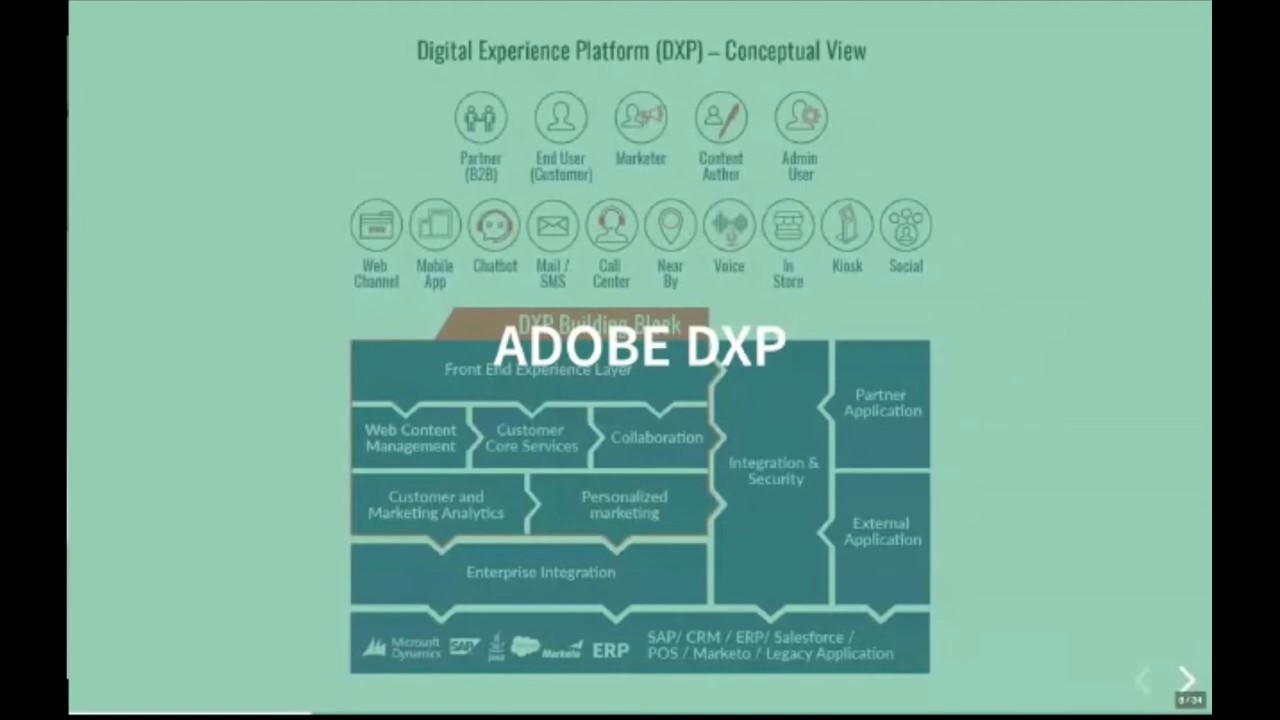 Digital Experience Platform (DXP) – Conceptual View
Partner
(B2B)
End User
(Customer)
Marketer
Content
Author
Admin
User
Web
Channel
Mobile
App
Chatbot
Mail /
SMS
Call
Center
Near
By
Voice
In
Store
Kiosk
Social
DXP Building Block
ADOBE DXP
Front End Experience Layer
Web Content
Management
Customer
Core Services
Collaboration
Customer and
Marketing Analytics
Personalized
marketing
Enterprise Integration
Integration &
Security
Partner
Application
External
Application
Microsoft
Dynamics
SAP
Marketo
ERP
SAP/ CRM / ERP/ Salesforce /
POS / Marketo / Legacy Application